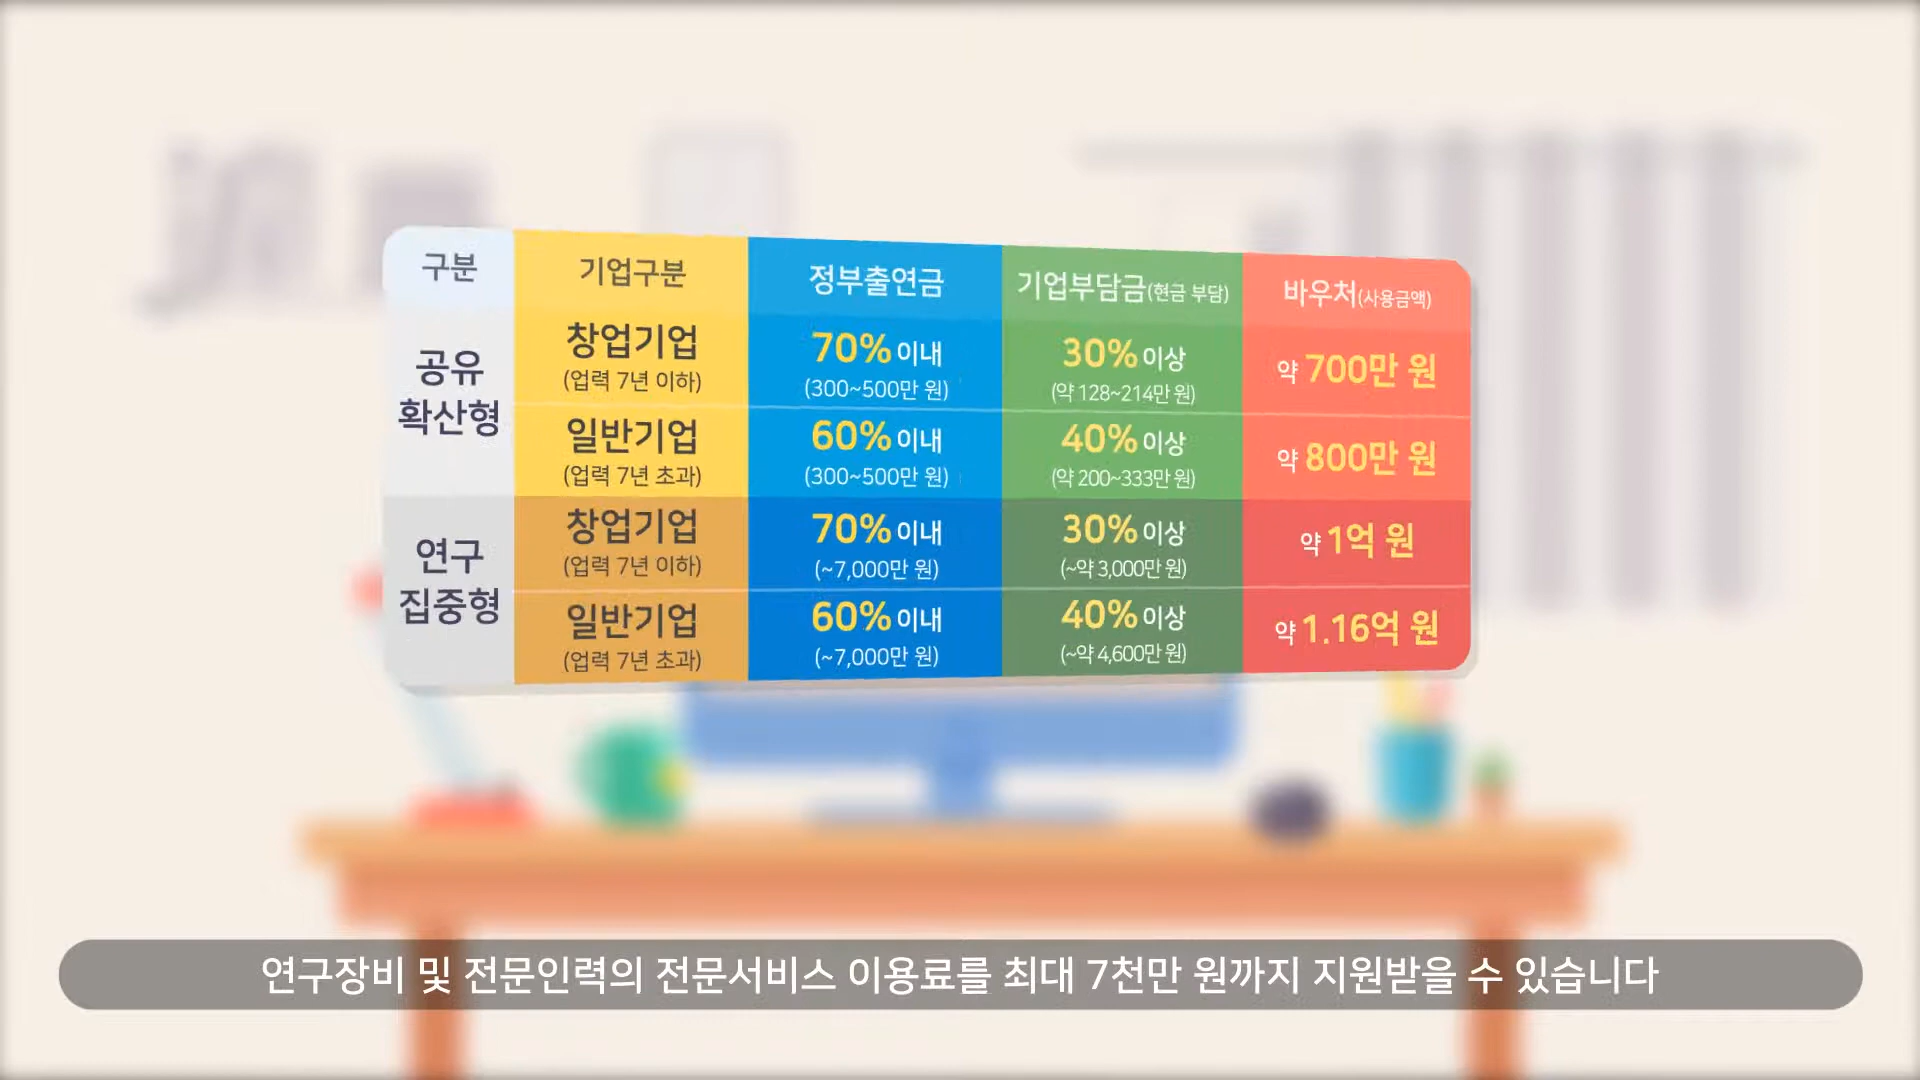 구분 기업구분 정부출연금 기업부담금(현금 부담) 바우처(사용금액)
공유
확산형
창업기업
(업력 7년 이하)
70% 이내
(300~500만 원)
30% 이상
(약 128~214만 원)
약 700만 원
일반기업
(업력 7년 초과)
60% 이내
(300~500만 원)
40% 이상
(약 200~333만 원)
약 800만 원
연구
집중형
창업기업
(업력 7년 이하)
70% 이내
(~7,000만 원)
30% 이상
(~약 3,000만 원)
약 1억 원
일반기업
(업력 7년 초과)
60% 이내
(~7,000만 원)
40% 이상
(~약 4,600만 원)
약 1.16억 원
연구장비 및 전문인력의 전문서비스 이용료를 최대 7천만 원까지 지원받을 수 있습니다